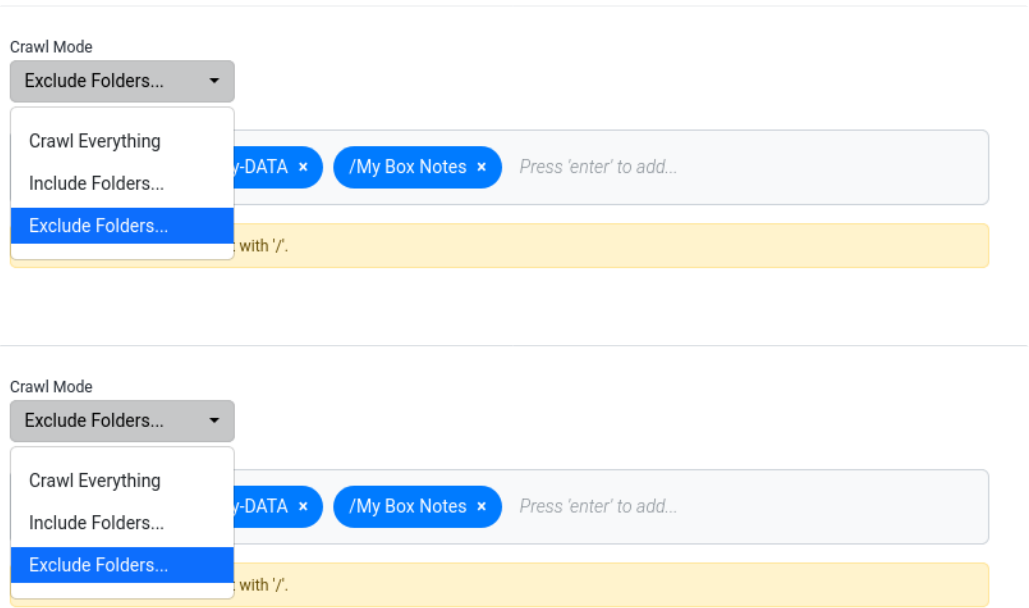 Crawl Mode
Exclude Folders...
Crawl Everything
Include Folders...
Exclude Folders...
y-DATA × /My Box Notes × Press 'enter' to add...
with '/'.
Crawl Mode
Exclude Folders...
Crawl Everything
Include Folders...
Exclude Folders...
y-DATA × /My Box Notes × Press 'enter' to add...
with '/'.